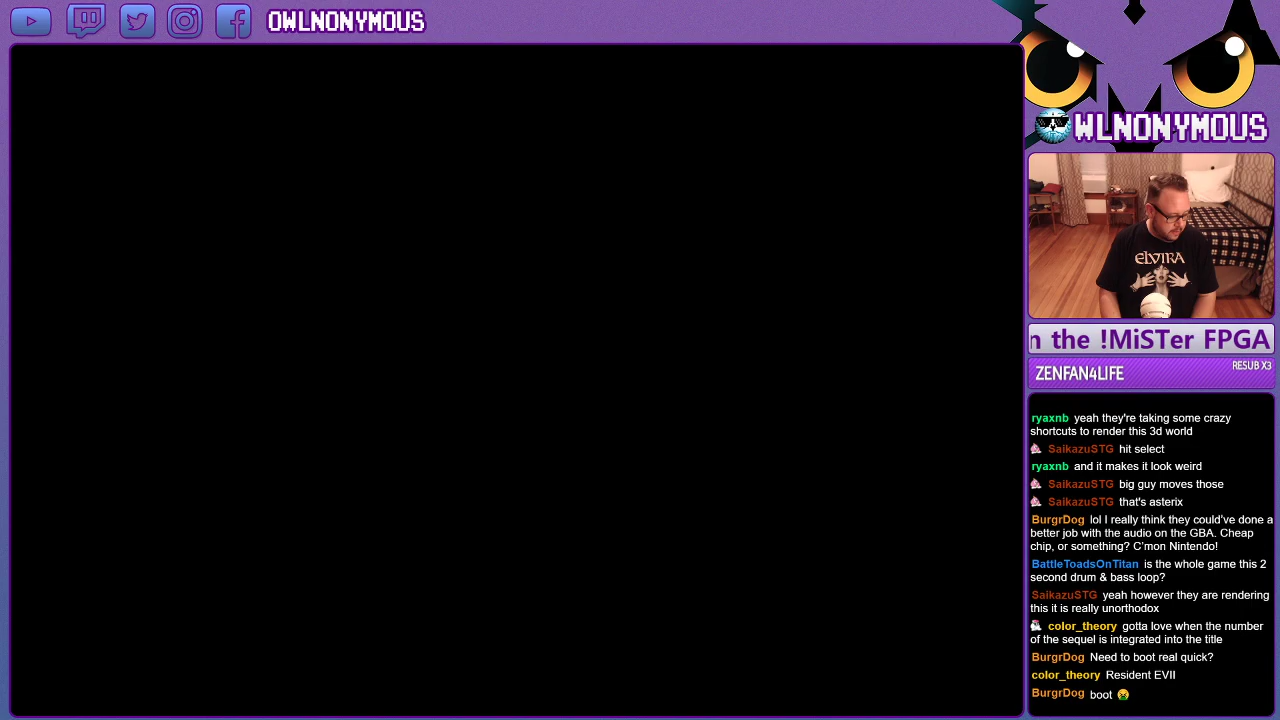 OWLNONYMOUS
WLNONYMOUS
ELVIRA
n the !MiSTer FPGA
ZENFAN4LIFE
RESUB X3
ryaxnb yeah they're taking some crazy
shortcuts to render this 3d world
SaikazuSTG hit select
ryaxnb and it makes it look weird
SaikazuSTG big guy moves those
SaikazuSTG that's asterix
BurgrDog lol I really think they could've done a
better job with the audio on the GBA. Cheap
chip, or something? C'mon Nintendo!
BattleToadsOnTitan is the whole game this 2
second drum & bass loop?
SaikazuSTG yeah however they are rendering
this it is really unorthodox
color_theory gotta love when the number
of the sequel is integrated into the title
BurgrDog Need to boot real quick?
color_theory Resident EVII
BurgrDog boot